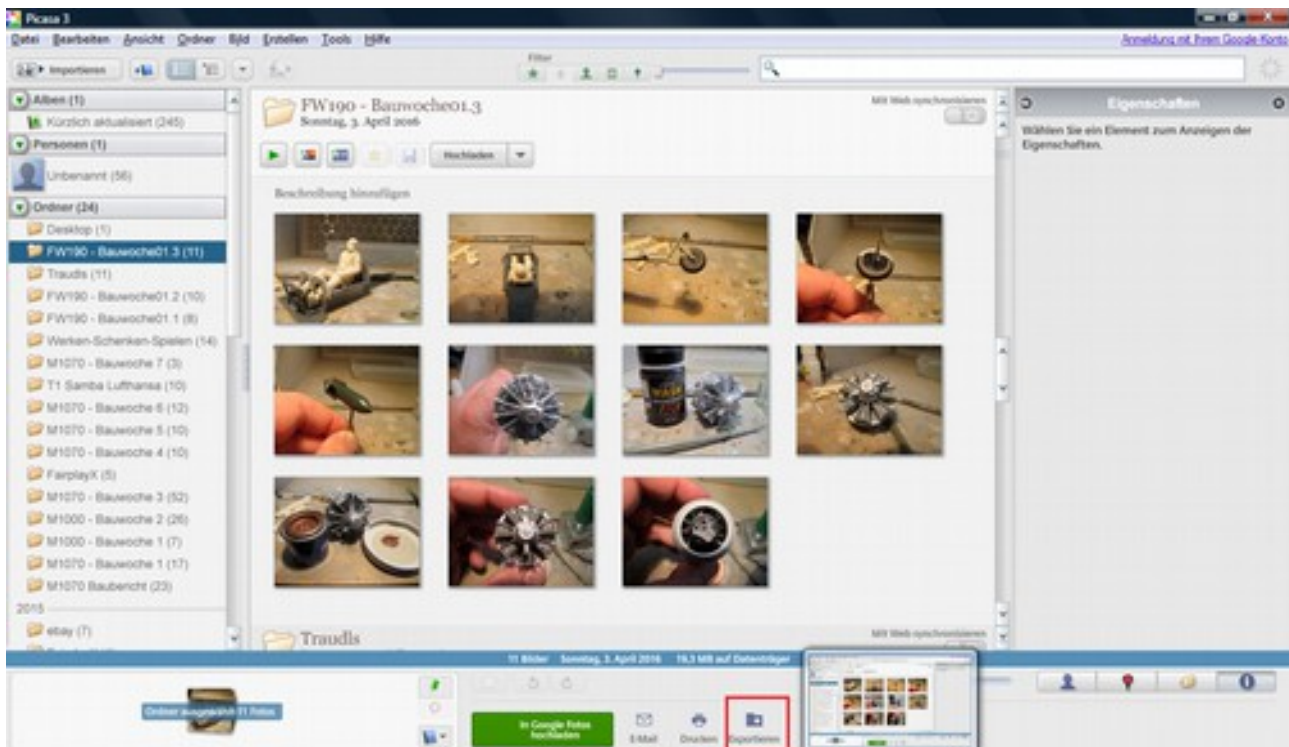 Picasa 3
Datei Bearbeiten Ansicht Ordner Bild Erstellen Tools Hilfe
Anmeldung mit Ihrem Google-Konto
Importieren
Filter
Alben (1)
Kürzlich aktualisiert (245)
Personen (1)
Unbenannt (56)
Ordner (24)
Desktop (1)
FW190 - Bauwoche01.3 (11)
Traudls (11)
FW190 - Bauwoche01.2 (10)
FW190 - Bauwoche01.1 (8)
Werken-Schenken-Spielen (14)
M1070 - Bauwoche 7 (3)
T1 Samba Lufthansa (10)
M1070 - Bauwoche 6 (12)
M1070 - Bauwoche 5 (10)
M1070 - Bauwoche 4 (10)
FairplayX (5)
M1070 - Bauwoche 3 (52)
M1000 - Bauwoche 2 (26)
M1000 - Bauwoche 1 (7)
M1070 - Bauwoche 1 (17)
M1070 Baubericht (23)
2015
ebay (7)
FW190 - Bauwoche01.3
Sonntag, 3. April 2016
Mit Web synchronisieren
Hochladen
Beschreibung hinzufügen
WASH
Traudls
Mit Web synchronisieren
Eigenschaften
Wählen Sie ein Element zum Anzeigen der
Eigenschaften.
11 Bilder Sonntag, 3. April 2016 19,3 MB auf Datenträger
Ordner ausgewählt 11 Fotos
In Google Fotos
hochladen
E-Mail
Drucken
Exportieren